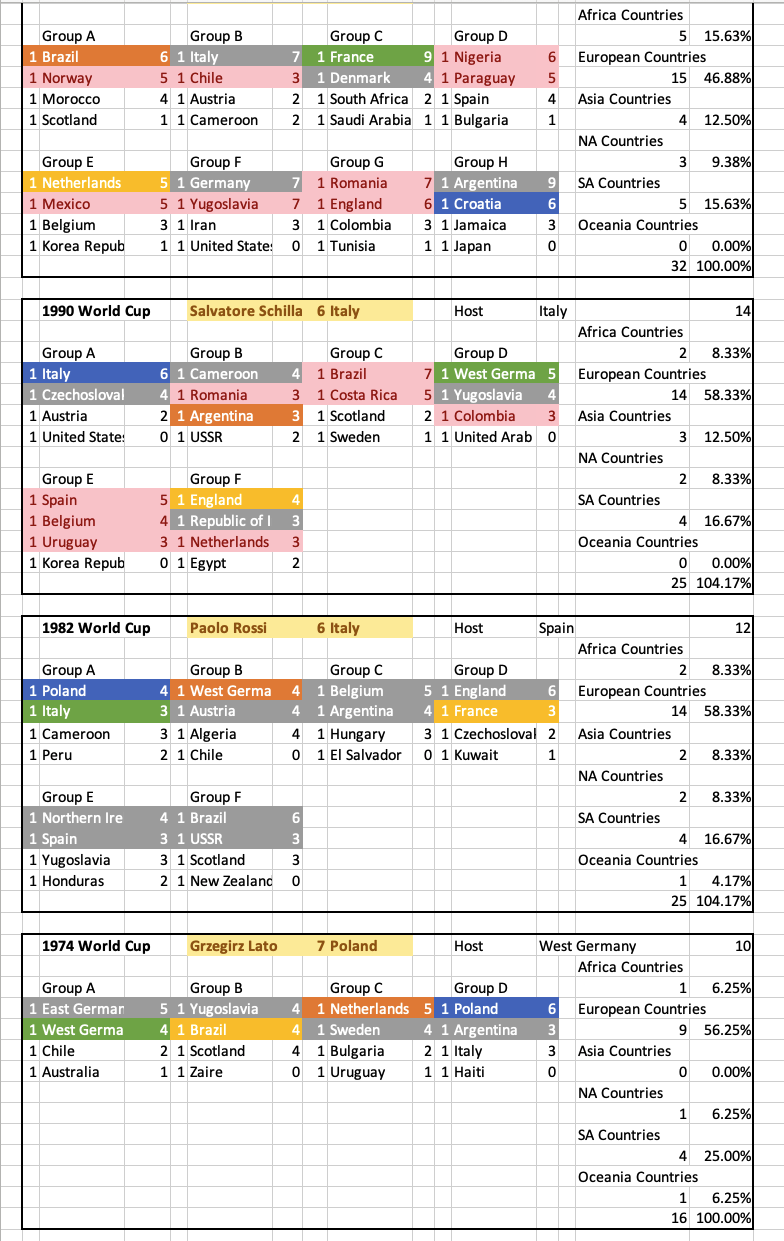 Africa Countries
Group A Group B Group C Group D 5 15.63%
1 Brazil 6 1 Italy 7 1 France 9 1 Nigeria 6 European Countries
1 Norway 5 1 Chile 3 1 Denmark 4 1 Paraguay 5 15 46.88%
1 Morocco 4 1 Austria 2 1 South Africa 2 1 Spain 4 Asia Countries
1 Scotland 1 1 Cameroon 2 1 Saudi Arabia 1 1 Bulgaria 1 4 12.50%
NA Countries
Group E Group F Group G Group H 3 9.38%
1 Netherlands 5 1 Germany 7 1 Romania 7 1 Argentina 9 SA Countries
1 Mexico 5 1 Yugoslavia 7 1 England 6 1 Croatia 6 5 15.63%
1 Belgium 3 1 Iran 3 1 Colombia 3 1 Jamaica 3 Oceania Countries
1 Korea Repub 1 1 United States 0 1 Tunisia 1 1 Japan 0 0 0.00%
32 100.00%
1990 World Cup Salvatore Schilla 6 Italy Host Italy 14
Africa Countries
Group A Group B Group C Group D 2 8.33%
1 Italy 6 1 Cameroon 4 1 Brazil 7 1 West Germa 5 European Countries
1 Czechosloval 4 1 Romania 3 1 Costa Rica 5 1 Yugoslavia 4 14 58.33%
1 Austria 2 1 Argentina 3 1 Scotland 2 1 Colombia 3 Asia Countries
1 United States 0 1 USSR 2 1 Sweden 1 1 United Arab 0 3 12.50%
NA Countries
Group E Group F 2 8.33%
1 Spain 5 1 England 4 SA Countries
1 Belgium 4 1 Republic of I 3 4 16.67%
1 Uruguay 3 1 Netherlands 3 Oceania Countries
1 Korea Repub 0 1 Egypt 2 0 0.00%
25 104.17%
1982 World Cup Paolo Rossi 6 Italy Host Spain 12
Africa Countries
Group A Group B Group C Group D 2 8.33%
1 Poland 4 1 West Germa 4 1 Belgium 5 1 England 6 European Countries
1 Italy 3 1 Austria 4 1 Argentina 4 1 France 3 14 58.33%
1 Cameroon 3 1 Algeria 4 1 Hungary 3 1 Czechosloval 2 Asia Countries
1 Peru 2 1 Chile 0 1 El Salvador 0 1 Kuwait 1 2 8.33%
NA Countries
Group E Group F 2 8.33%
1 Northern Ire 4 1 Brazil 6 SA Countries
1 Spain 3 1 USSR 3 4 16.67%
1 Yugoslavia 3 1 Scotland 3 Oceania Countries
1 Honduras 2 1 New Zealand 0 1 4.17%
25 104.17%
1974 World Cup Grzegirz Lato 7 Poland Host West Germany 10
Africa Countries
Group A Group B Group C Group D 1 6.25%
1 East German 5 1 Yugoslavia 4 1 Netherlands 5 1 Poland 6 European Countries
1 West Germa 4 1 Brazil 4 1 Sweden 4 1 Argentina 3 9 56.25%
1 Chile 2 1 Scotland 4 1 Bulgaria 2 1 Italy 3 Asia Countries
1 Australia 1 1 Zaire 0 1 Uruguay 1 1 Haiti 0 0 0.00%
NA Countries
1 6.25%
SA Countries
4 25.00%
Oceania Countries
1 6.25%
16 100.00%